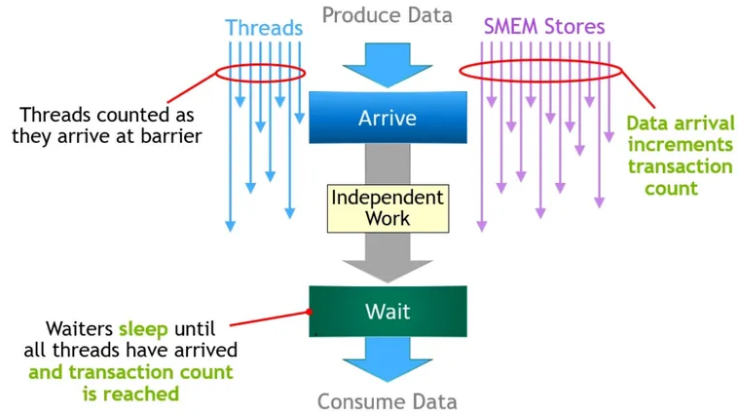 Produce Data
Threads
SMEM Stores
Threads counted as
they arrive at barrier
Arrive
Data arrival
increments
transaction
count
Independent
Work
Wait
Waiters sleep until
all threads have arrived
and transaction count
is reached
Consume Data